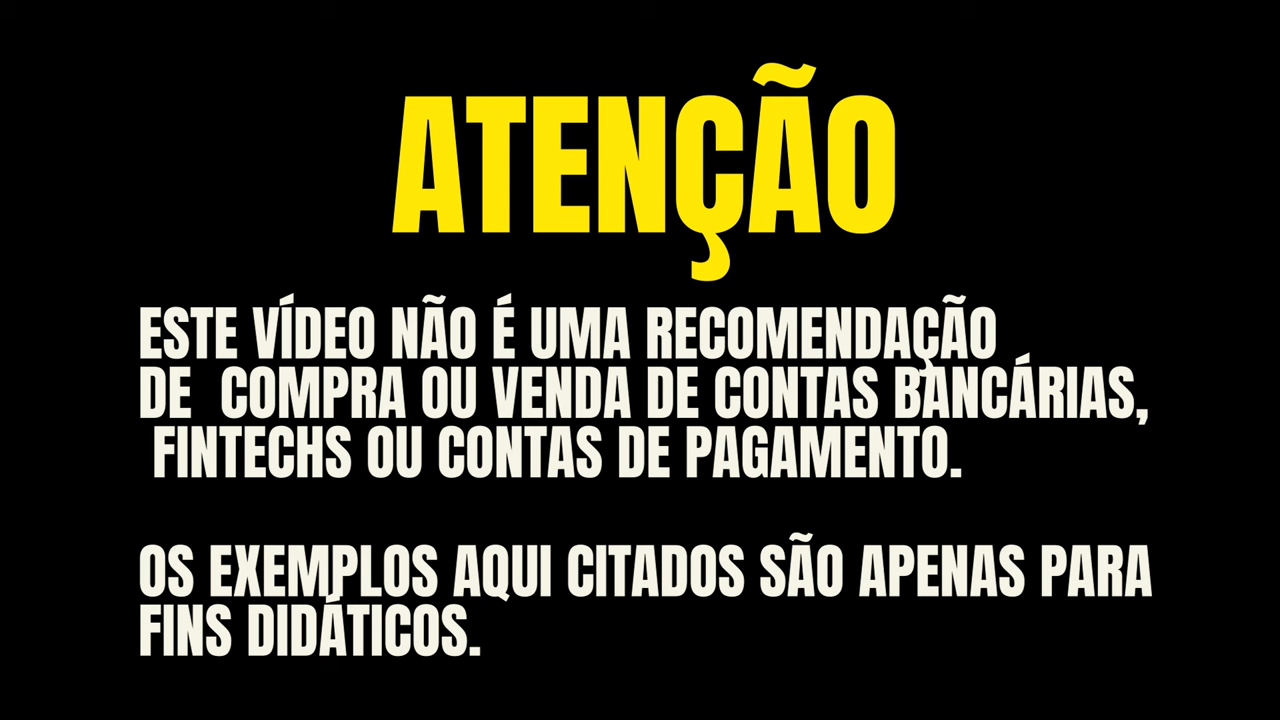 ATENÇÃO
ESTE VÍDEO NÃO É UMA RECOMENDAÇÃO
DE COMPRA OU VENDA DE CONTAS BANCÁRIAS,
FINTECHS OU CONTAS DE PAGAMENTO.
OS EXEMPLOS AQUI CITADOS SÃO APENAS PARA
FINS DIDÁTICOS.